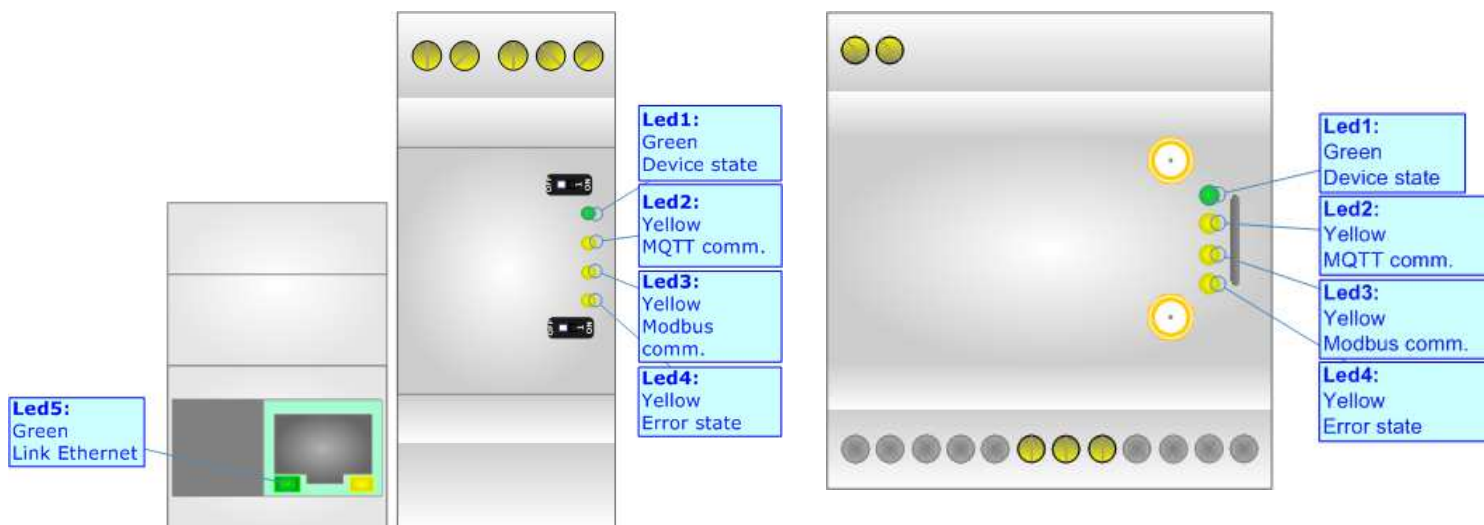 Led1:
Green
Device state
Led2:
Yellow
MQTT comm.
Led3:
Yellow
Modbus
comm.
Led4:
Yellow
Error state
Led5:
Green
Link Ethernet
Led1:
Green
Device state
Led2:
Yellow
MQTT comm.
Led3:
Yellow
Modbus comm.
Led4:
Yellow
Error state